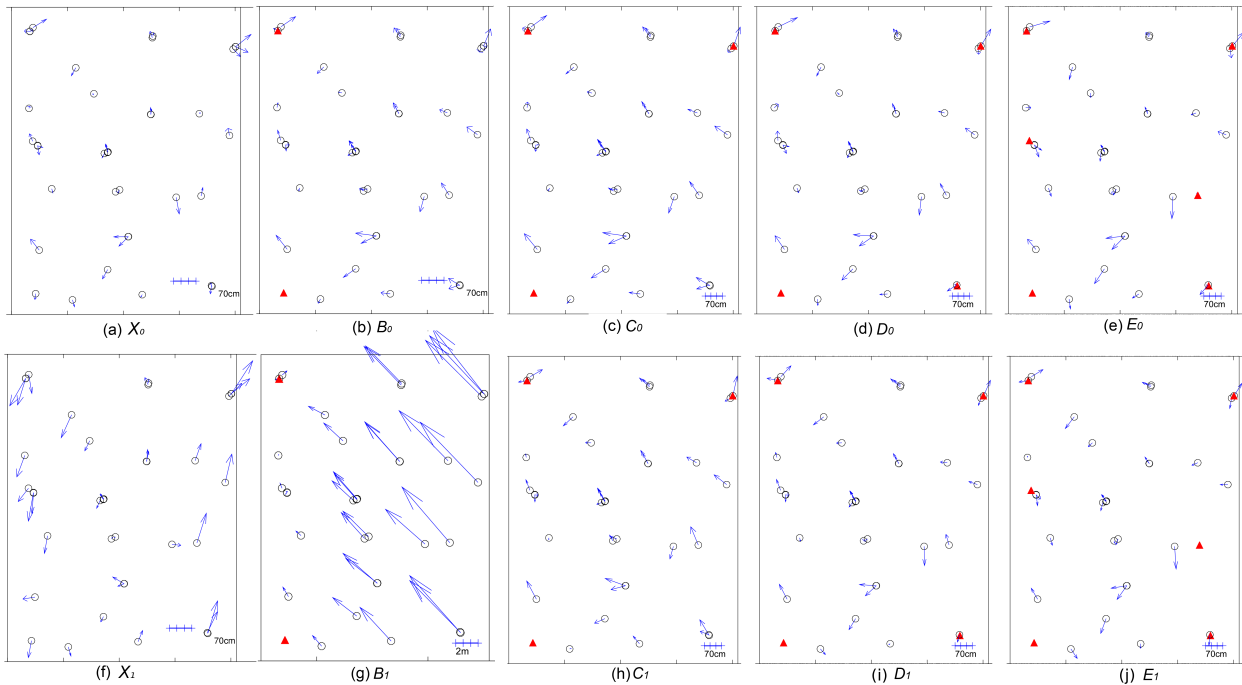 70cm
70cm
70cm
70cm
70cm
(a) X₀
(b) B₀
(c) C₀
(d) D₀
(e) E₀
70cm
2m
70cm
70cm
70cm
(f) X₁
(g) B₁
(h) C₁
(i) D₁
(j) E₁